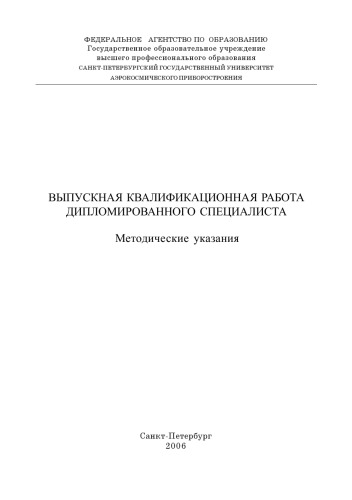 ФЕДЕРАЛЬНОЕ АГЕНТСТВО ПО ОБРАЗОВАНИЮ
Государственное образовательное учреждение
высшего профессионального образования
САНКТ-ПЕТЕРБУРГСКИЙ ГОСУДАРСТВЕННЫЙ УНИВЕРСИТЕТ
АЭРОКОСМИЧЕСКОГО ПРИБОРОСТРОЕНИЯ
ВЫПУСКНАЯ КВАЛИФИКАЦИОННАЯ РАБОТА
ДИПЛОМИРОВАННОГО СПЕЦИАЛИСТА
Методические указания
Санкт-Петербург
2006